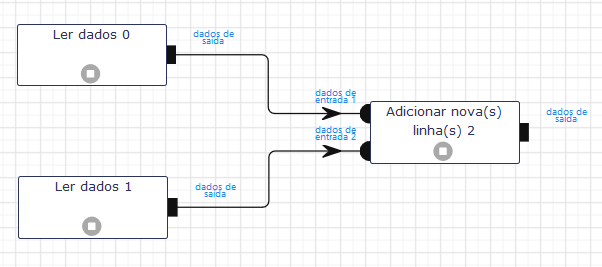 Ler dados 0
dados de
saída
dados de
entrada 1
Adicionar nova(s)
linha(s) 2
dados de
saída
dados de
entrada 2
Ler dados 1
dados de
saída